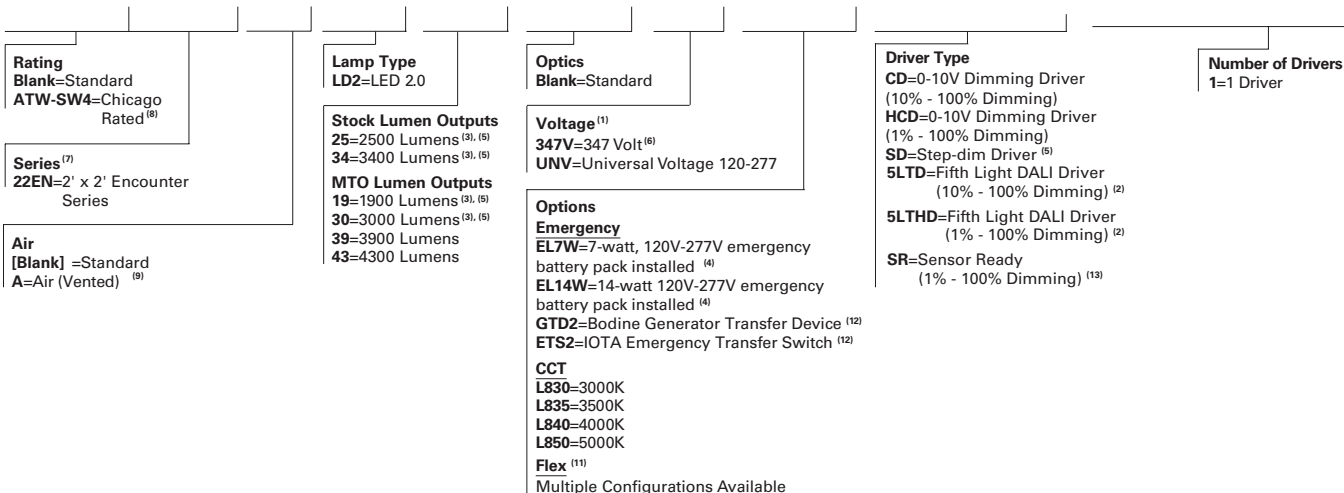 Rating
Blank=Standard
ATW-SW4=Chicago
Rated (8)
Series (7)
22EN=2' x 2' Encounter
Series
Air
[Blank] =Standard
A=Air (Vented) (9)
Lamp Type
LD2=LED 2.0
Stock Lumen Outputs
25=2500 Lumens (3), (5)
34=3400 Lumens (3), (5)
MTO Lumen Outputs
19=1900 Lumens (3), (5)
30=3000 Lumens (3), (5)
39=3900 Lumens
43=4300 Lumens
Optics
Blank=Standard
Voltage (1)
347V=347 Volt (6)
UNV=Universal Voltage 120-277
Options
Emergency
EL7W=7-watt, 120V-277V emergency
battery pack installed (4)
EL14W=14-watt 120V-277V emergency
battery pack installed (4)
GTD2=Bodine Generator Transfer Device (12)
ETS2=IOTA Emergency Transfer Switch (12)
CCT
L830=3000K
L835=3500K
L840=4000K
L850=5000K
Flex (11)
Multiple Configurations Available
Driver Type
CD=0-10V Dimming Driver
(10% - 100% Dimming)
HCD=0-10V Dimming Driver
(1% - 100% Dimming)
SD=Step-dim Driver (5)
5LTD=Fifth Light DALI Driver
(10% - 100% Dimming) (2)
5LTHD=Fifth Light DALI Driver
(1% - 100% Dimming) (2)
SR=Sensor Ready
(1% - 100% Dimming) (13)
Number of Drivers
1=1 Driver